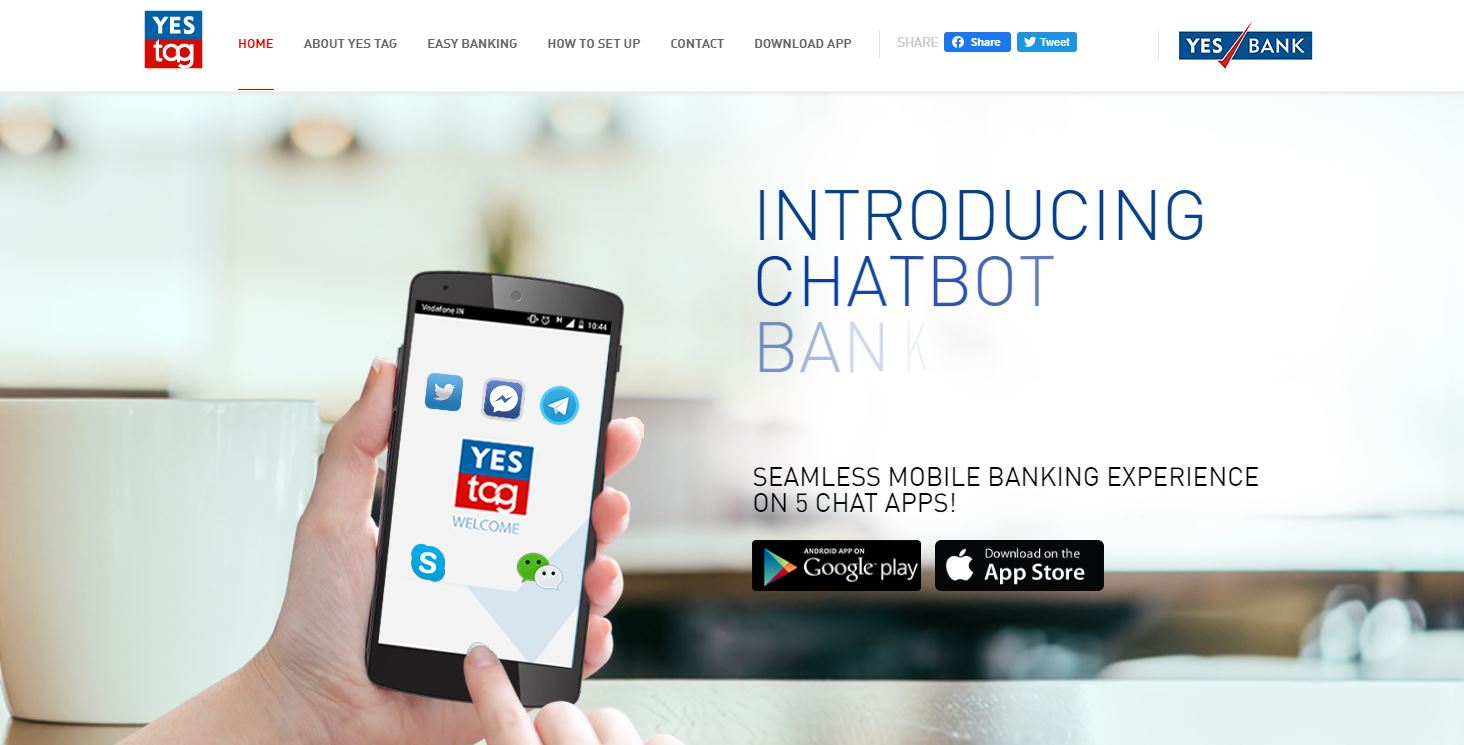 YES
tag
HOME
ABOUT YES TAG
EASY BANKING
HOW TO SET UP
CONTACT
DOWNLOAD APP
SHARE
Share
Tweet
YES BANK
INTRODUCING
CHATBOT
BANK
SEAMLESS MOBILE BANKING EXPERIENCE
ON 5 CHAT APPS!
ANDROID APP ON
Google play
Download on the
App Store
Vodafone IN
H
10:44
YES
tag
WELCOME
S